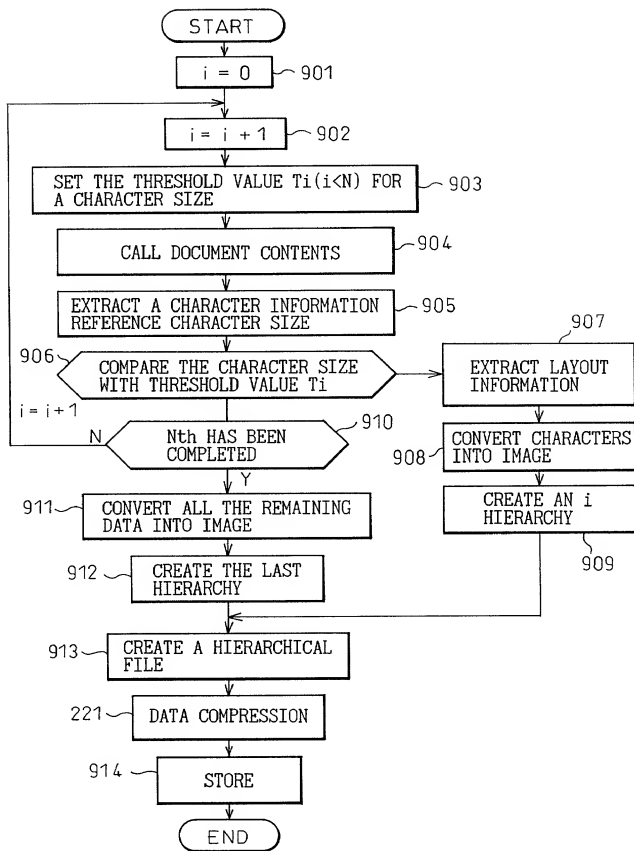 START
i = 0
901
i = i + 1
902
SET THE THRESHOLD VALUE Ti(i<N) FOR
A CHARACTER SIZE
903
CALL DOCUMENT CONTENTS
904
EXTRACT A CHARACTER INFORMATION
REFERENCE CHARACTER SIZE
905
906
COMPARE THE CHARACTER SIZE
WITH THRESHOLD VALUE Ti
907
EXTRACT LAYOUT
INFORMATION
i = i+1
N
Nth HAS BEEN
COMPLETED
910
Y
908
CONVERT CHARACTERS
INTO IMAGE
911
CONVERT ALL THE REMAINING
DATA INTO IMAGE
CREATE AN i
HIERARCHY
909
912
CREATE THE LAST
HIERARCHY
913
CREATE A HIERARCHICAL
FILE
221
DATA COMPRESSION
914
STORE
END